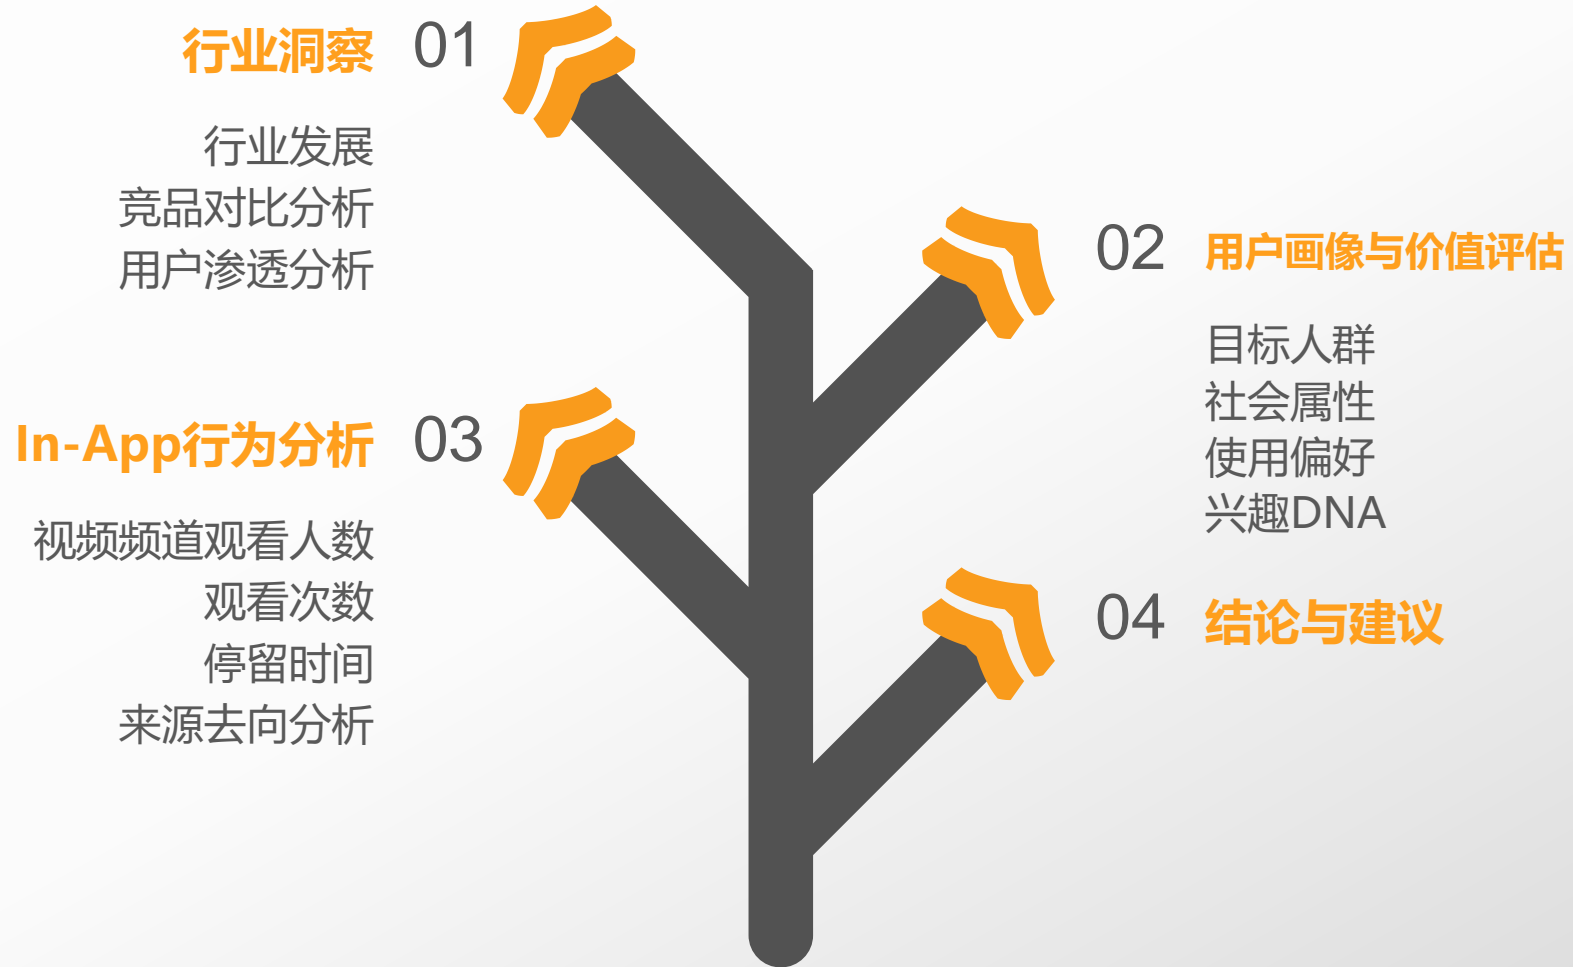 01
行业洞察
行业发展
竞品对比分析
用户渗透分析
02
用户画像与价值评估
目标人群
社会属性
使用偏好
兴趣DNA
03
In-App行为分析
视频频道观看人数
观看次数
停留时间
来源去向分析
04
结论与建议